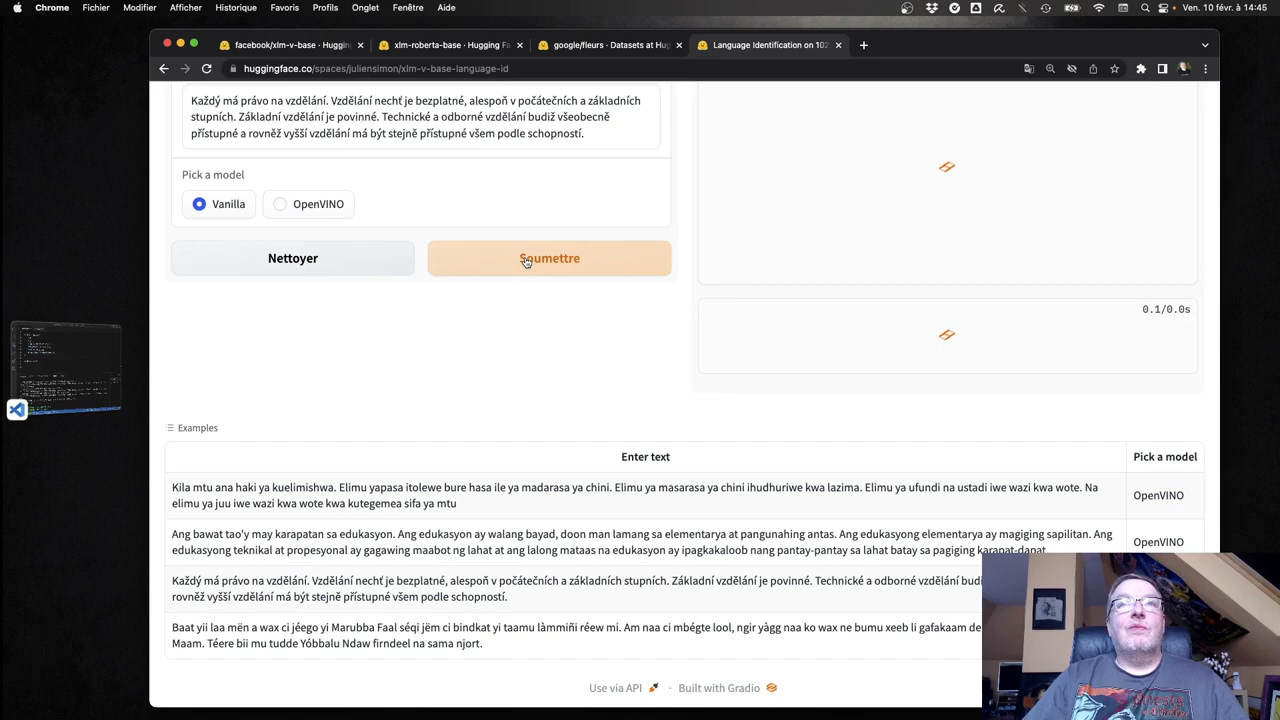 Chrome Fichier Modifier Afficher Historique Favoris Profils Onglet Fenêtre Aide Ven. 10 févr. à 14:45
facebook/xlm-v-base · Hugging xlm-roberta-base · Hugging Fa google/fleurs · Datasets at Hug Language Identification on 102
huggingface.co/spaces/juliensimon/xlm-v-base-language-id
Každý má právo na vzdělání. Vzdělání nechť je bezplatné, alespoň v počátečních a základních
stupních. Základní vzdělání je povinné. Technické a odborné vzdělání budiž všeobecně
přístupné a rovněž vyšší vzdělání má být stejně přístupné všem podle schopností.
Pick a model
Vanilla OpenVINO
Nettoyer Soumettre
0.1/0.0s
Examples
Enter text Pick a model
Kila mtu ana haki ya kuelimishwa. Elimu yapasa itolewe bure hasa ile ya madarasa ya chini. Elimu ya masarasa ya chini ihudhuriwe kwa lazima. Elimu ya ufundi na ustadi iwe wazi kwa wote. Na
elimu ya juu iwe wazi kwa wote kwa kutegemea sifa ya mtu
OpenVINO
Ang bawat tao'y may karapatan sa edukasyon. Ang edukasyon ay walang bayad, doon man lamang sa elementarya at pangunahing antas. Ang edukasyong elementarya ay magiging sapilitan. Ang
edukasyong teknikal at propesyonal ay gagawing maabot ng lahat at ang lalong mataas na edukasyon ay ipagkakaloob nang pantay-pantay sa lahat batay sa pagiging karapat-dapat.
OpenVINO
Každý má právo na vzdělání. Vzdělání nechť je bezplatné, alespoň v počátečních a základních stupních. Základní vzdělání je povinné. Technické a odborné vzdělání budi
rovněž vyšší vzdělání má být stejně přístupné všem podle schopností.
Baat yii laa mën a wax ci jéego yi Marubba Faal séqi jëm ci bindkat yi taamu làmmiñi réew mi. Am naa ci mbégte lool, ngir yàgg naa ko wax ne bumu xeeb li gafakaam de
Maam. Téere bii mu tudde Yóbbalu Ndaw firndeel na sama njort.
Use via API · Built with Gradio